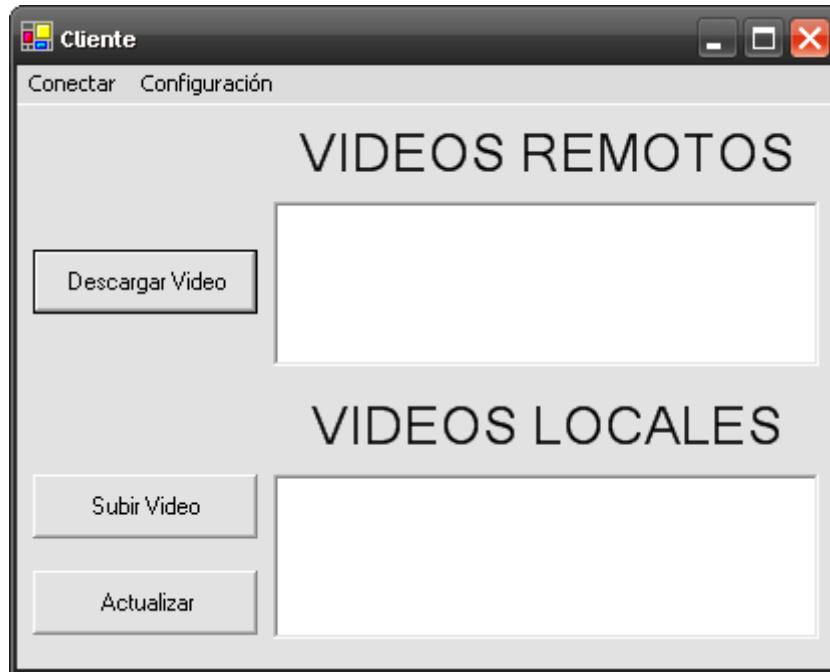 Cliente
Conectar Configuración
VIDEOS REMOTOS
Descargar Video
VIDEOS LOCALES
Subir Video
Actualizar